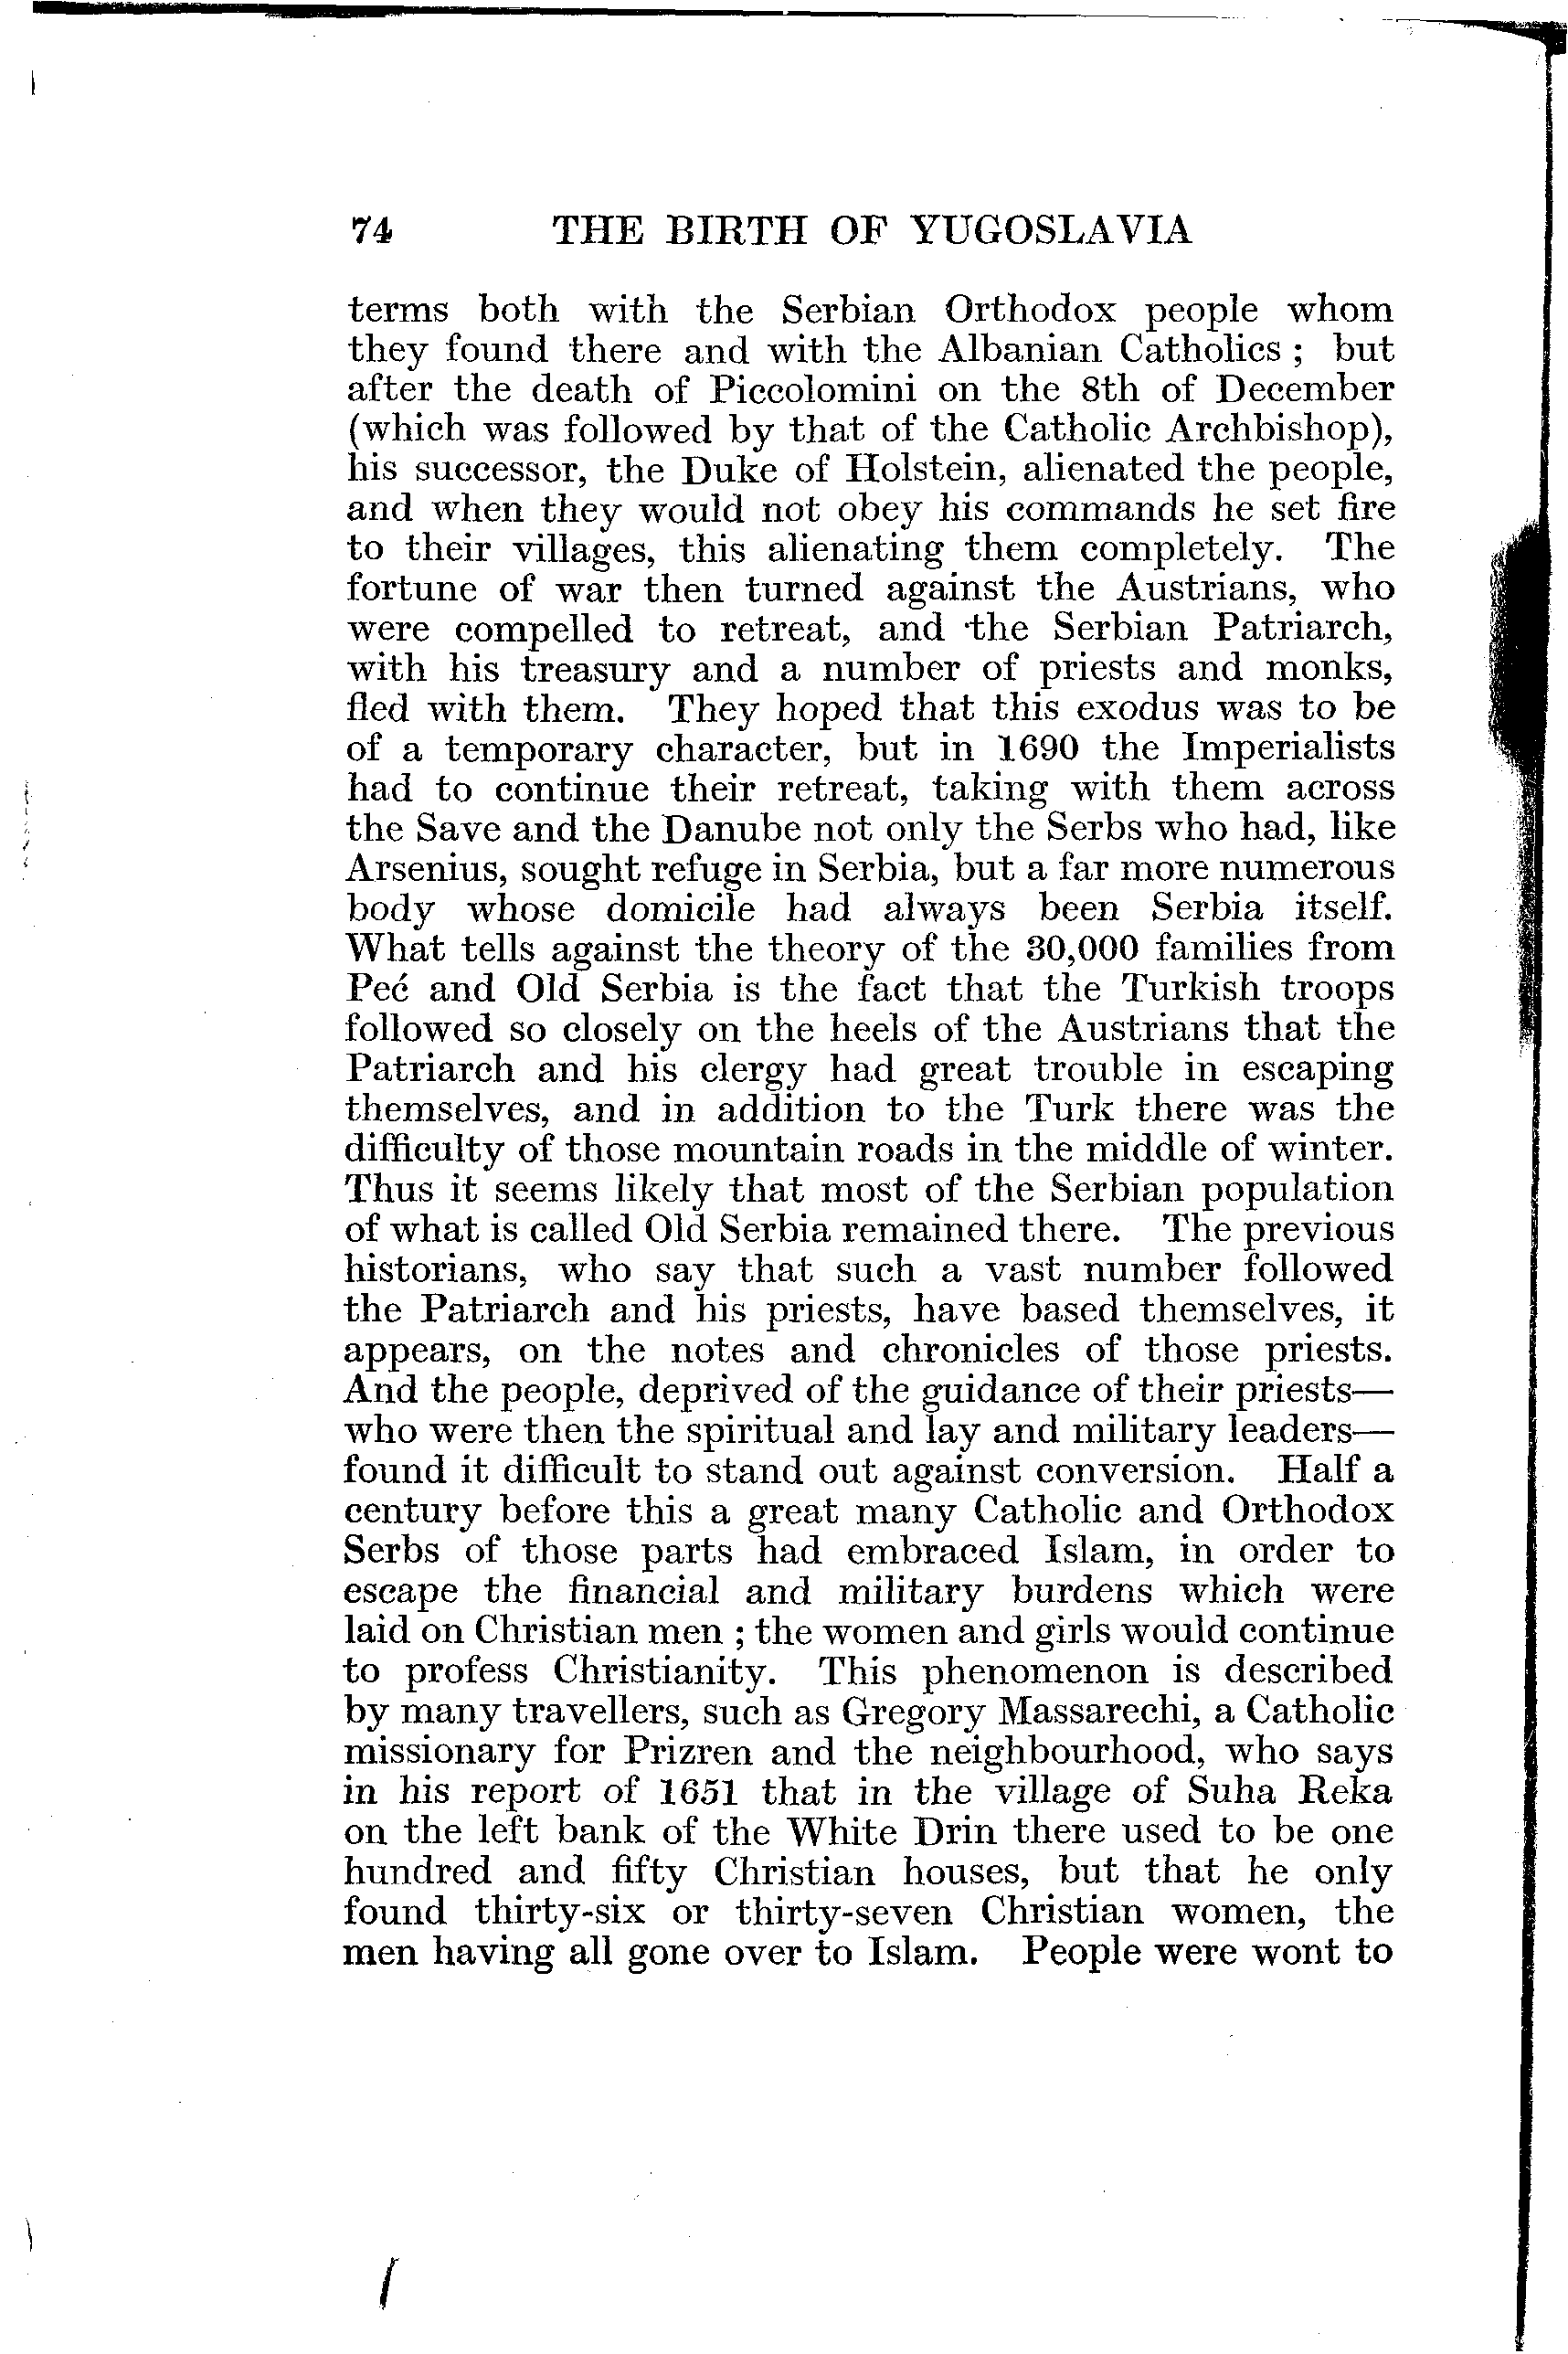 74 THE BIRTH OF YUGOSLAVIA
terms both with the Serbian Orthodox people whom
they found there and with the Albanian Catholics ; but
after the death of Piccolomini on the 8th of December
(which was followed by that of the Catholic Archbishop),
his successor, the Duke of Holstein, alienated the people,
and when they would not obey his commands he set fire
to their villages, this alienating them completely. The
fortune of war then turned against the Austrians, who
were compelled to retreat, and the Serbian Patriarch,
with his treasury and a number of priests and monks,
fled with them. They hoped that this exodus was to be
of a temporary character, but in 1690 the Imperialists
had to continue their retreat, taking with them across
the Save and the Danube not only the Serbs who had, like
Arsenius, sought refuge in Serbia, but a far more numerous
body whose domicile had always been Serbia itself.
What tells against the theory of the 30,000 families from
Peć and Old Serbia is the fact that the Turkish troops
followed so closely on the heels of the Austrians that the
Patriarch and his clergy had great trouble in escaping
themselves, and in addition to the Turk there was the
difficulty of those mountain roads in the middle of winter.
Thus it seems likely that most of the Serbian population
of what is called Old Serbia remained there. The previous
historians, who say that such a vast number followed
the Patriarch and his priests, have based themselves, it
appears, on the notes and chronicles of those priests.
And the people, deprived of the guidance of their priests—
who were then the spiritual and lay and military leaders—
found it difficult to stand out against conversion. Half a
century before this a great many Catholic and Orthodox
Serbs of those parts had embraced Islam, in order to
escape the financial and military burdens which were
laid on Christian men ; the women and girls would continue
to profess Christianity. This phenomenon is described
by many travellers, such as Gregory Massarechi, a Catholic
missionary for Prizren and the neighbourhood, who says
in his report of 1651 that in the village of Suha Reka
on the left bank of the White Drin there used to be one
hundred and fifty Christian houses, but that he only
found thirty-six or thirty-seven Christian women, the
men having all gone over to Islam. People were wont to